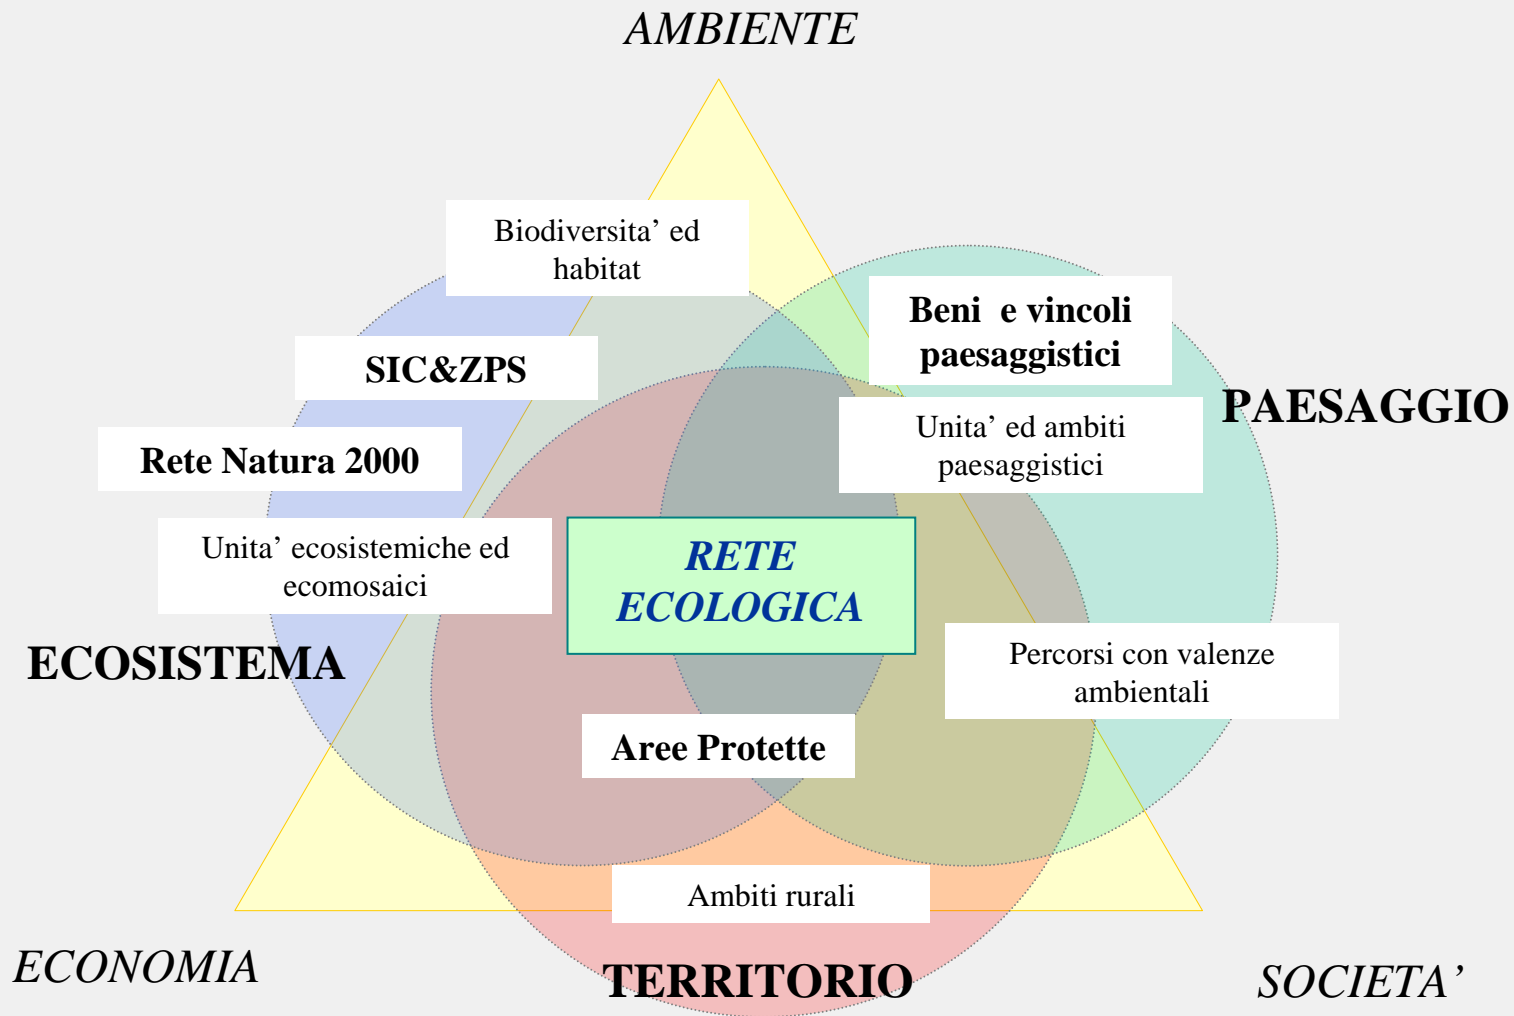 AMBIENTE
Biodiversita’ ed
habitat
Beni e vincoli
paesaggistici
SIC&ZPS
PAESAGGIO
Unita’ ed ambiti
paesaggistici
Rete Natura 2000
Unita’ ecosistemiche ed
ecomosaici
RETE
ECOLOGICA
ECOSISTEMA
Percorsi con valenze
ambientali
Aree Protette
Ambiti rurali
ECONOMIA
TERRITORIO
SOCIETA’